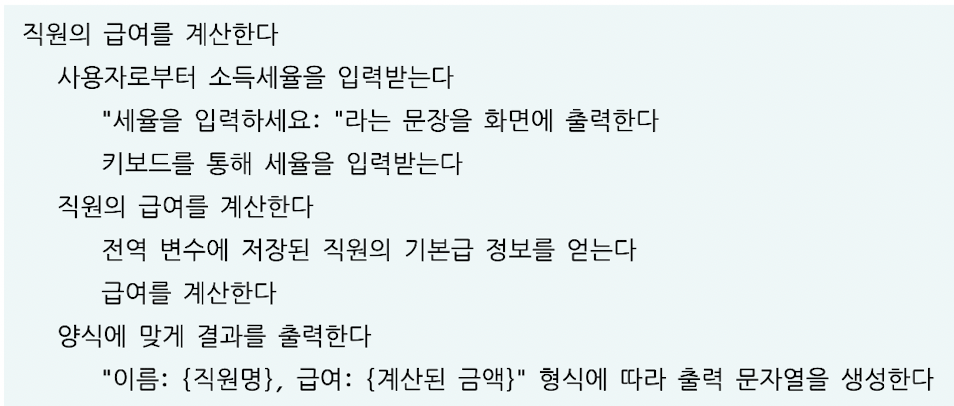 직원의 급여를 계산한다
사용자로부터 소득세율을 입력받는다
"세율을 입력하세요: "라는 문장을 화면에 출력한다
키보드를 통해 세율을 입력받는다
직원의 급여를 계산한다
전역 변수에 저장된 직원의 기본급 정보를 얻는다
급여를 계산한다
양식에 맞게 결과를 출력한다
"이름: {직원명}, 급여: {계산된 금액}" 형식에 따라 출력 문자열을 생성한다